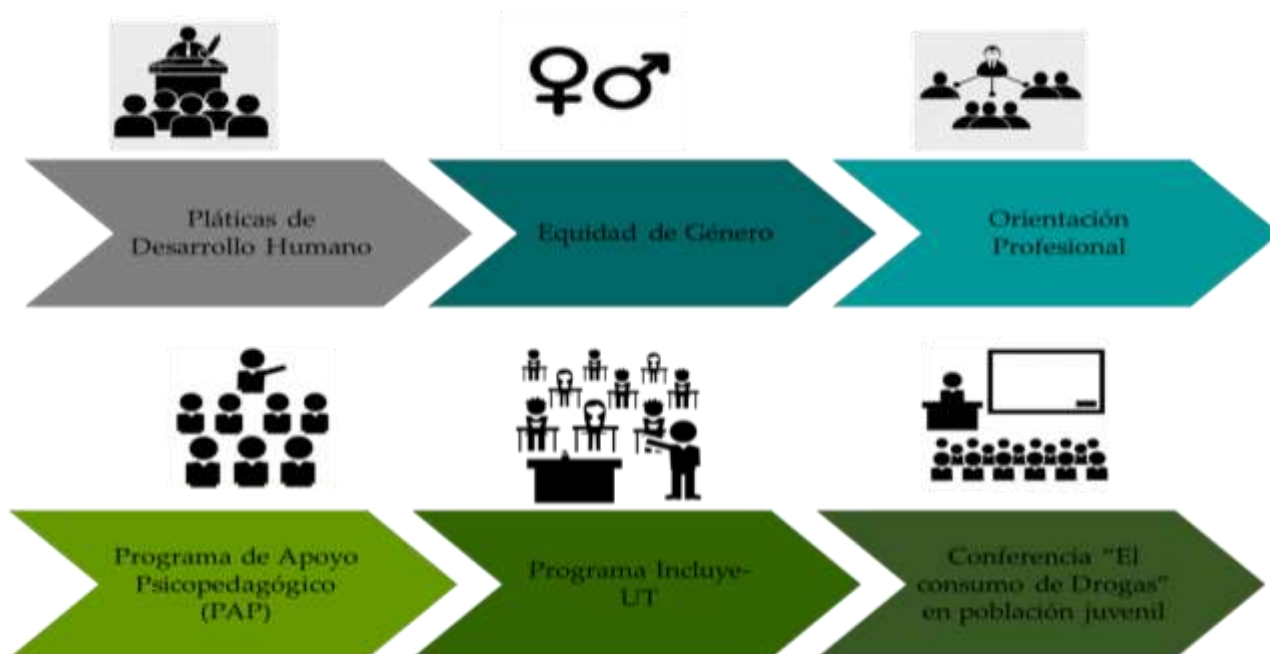 Pláticas de
Desarrollo Humano
Equidad de Género
Orientación
Profesional
Programa de Apoyo
Psicopedagógico
(PAP)
Programa Incluye-
UT
Conferencia “El
consumo de Drogas”
en población juvenil